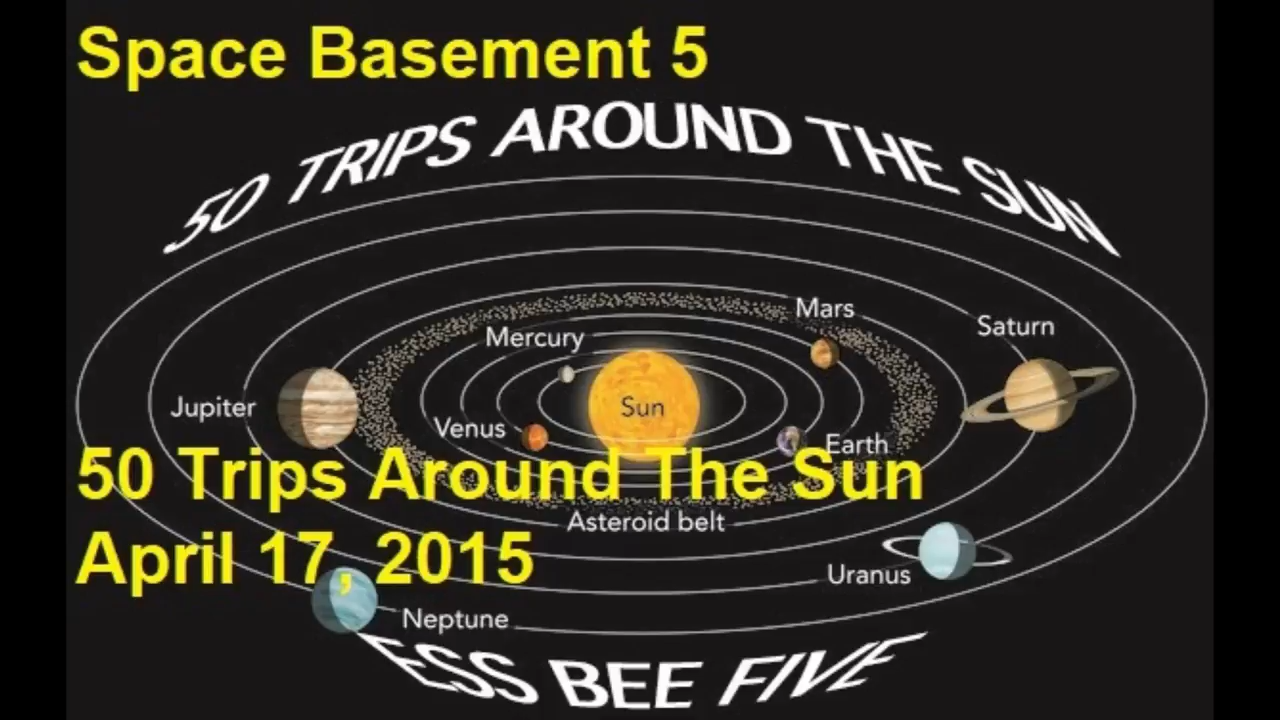 Space Basement 5
50 TRIPS AROUND THE SUN
Mars
Saturn
Mercury
Jupiter
Sun
Venus
Earth
50 Trips Around The Sun
Asteroid belt
April 17, 2015
Uranus
Neptune
ESS BEE FIVE